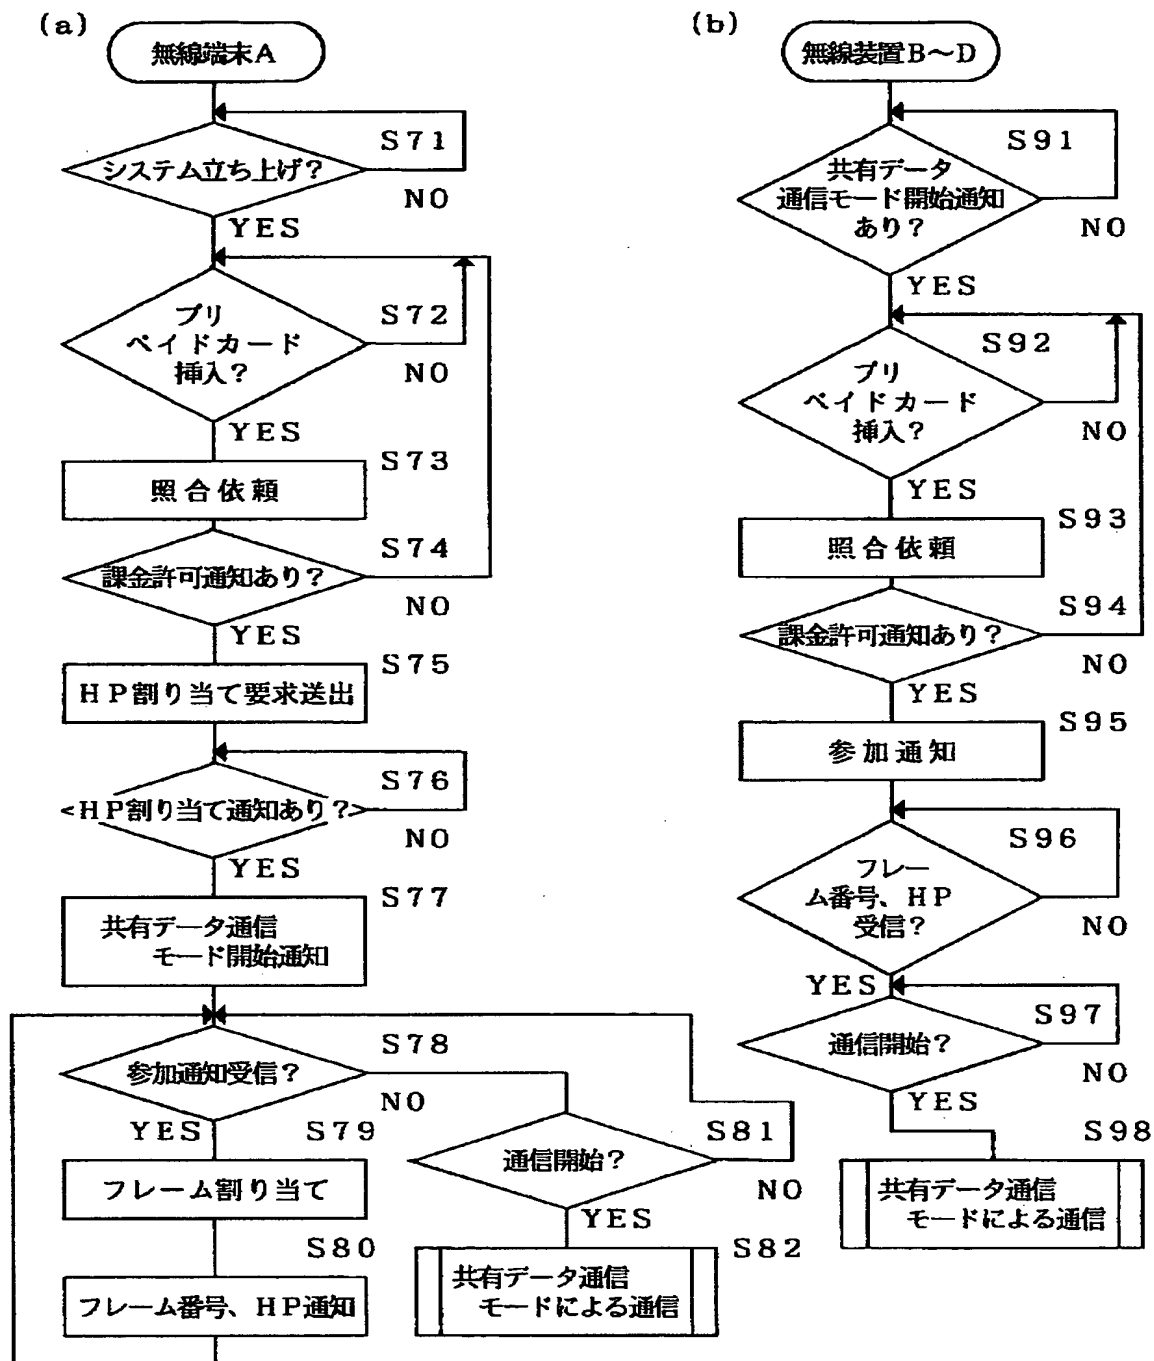 (a)
無線端末A
S71
システム立ち上げ?
NO
YES
S72
プリ
ペイドカード
挿入?
NO
YES
S73
照合依頼
S74
課金許可通知あり?
NO
YES
S75
HP割り当て要求送出
S76
<HP割り当て通知あり?>
NO
YES
S77
共有データ通信
モード開始通知
S78
参加通知受信?
NO
YES
S79
フレーム割り当て
S80
フレーム番号、HP通知
S81
通信開始?
NO
YES
S82
共有データ通信
モードによる通信
(b)
無線装置B〜D
S91
共有データ
通信モード開始通知
あり?
NO
YES
S92
プリ
ペイドカード
挿入?
NO
YES
S93
照合依頼
S94
課金許可通知あり?
NO
YES
S95
参加通知
S96
フレー
ム番号、HP
受信?
NO
YES
S97
通信開始?
NO
YES
S98
共有データ通信
モードによる通信